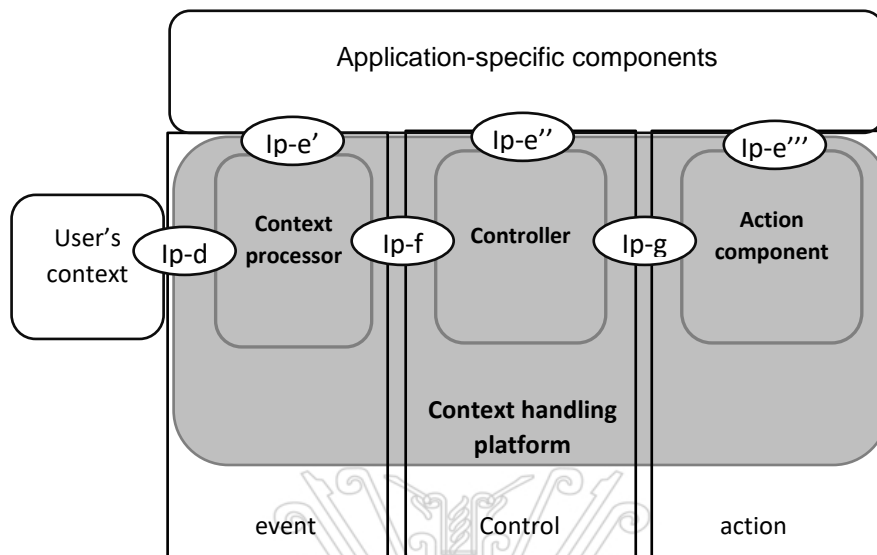 Application-specific components
Ip-e'
Ip-e''
Ip-e'''
User's
context
Ip-d
Context
processor
Ip-f
Controller
Ip-g
Action
component
Context handling
platform
event
Control
action